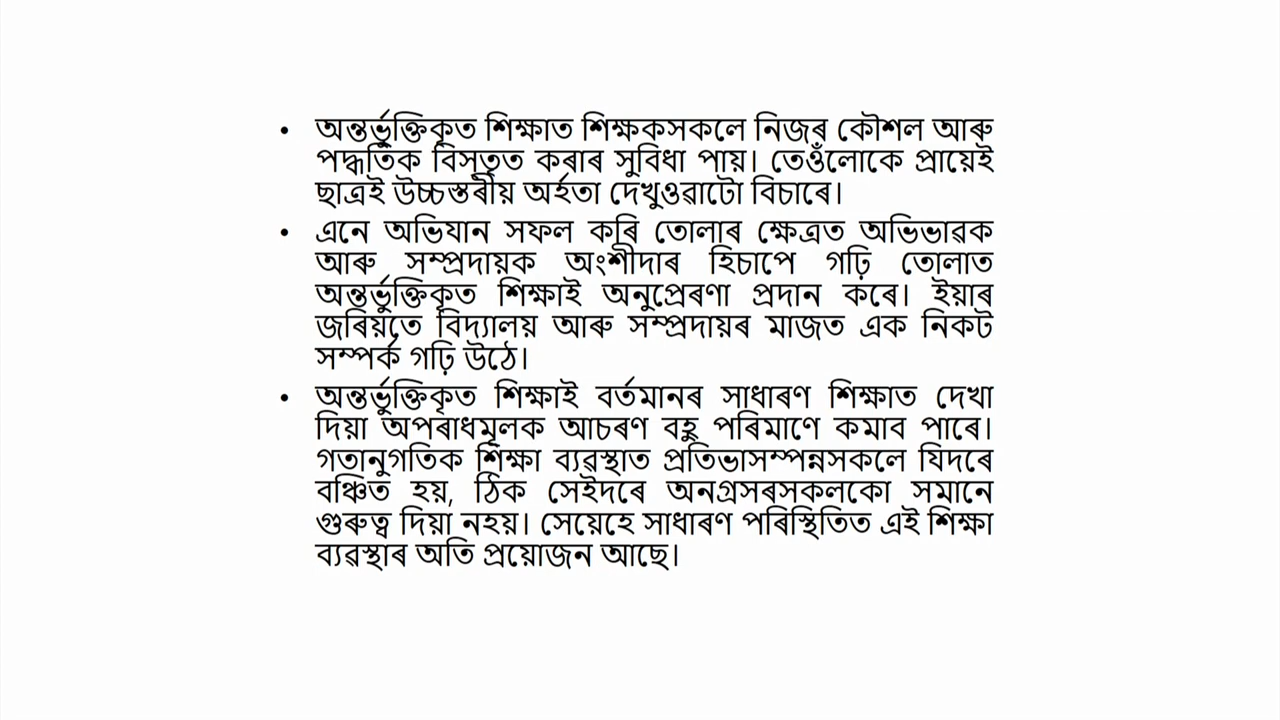 • অন্তৰ্ভুক্তিকৃত শিক্ষাত শিক্ষকসকলে নিজৰ কৌশল আৰু
পদ্ধতিক বিস্তৃত কৰাৰ সুবিধা পায়। তেওঁলোকে প্ৰায়েই
ছাত্ৰই উচ্চস্তৰীয় অৰ্হতা দেখুওৱাটো বিচাৰে।
• এনে অভিযান সফল কৰি তোলাৰ ক্ষেত্ৰত অভিভাৱক
আৰু সম্প্ৰদায়ক অংশীদাৰ হিচাপে গঢ়ি তোলাত
অন্তৰ্ভুক্তিকৃত শিক্ষাই অনুপ্ৰেৰণা প্ৰদান কৰে। ইয়াৰ
জৰিয়তে বিদ্যালয় আৰু সম্প্ৰদায়ৰ মাজত এক নিকট
সম্পৰ্ক গঢ়ি উঠে।
• অন্তৰ্ভুক্তিকৃত শিক্ষাই বৰ্তমানৰ সাধাৰণ শিক্ষাত দেখা
দিয়া অপৰাধমূলক আচৰণ বহু পৰিমাণে কমাব পাৰে।
গতানুগতিক শিক্ষা ব্যৱস্থাত প্ৰতিভাসম্পন্নসকলে যিদৰে
বঞ্চিত হয়, ঠিক সেইদৰে অনগ্ৰসৰসকলকো সমানে
গুৰুত্ব দিয়া নহয়। সেয়েহে সাধাৰণ পৰিস্থিতিত এই শিক্ষা
ব্যৱস্থাৰ অতি প্ৰয়োজন আছে।